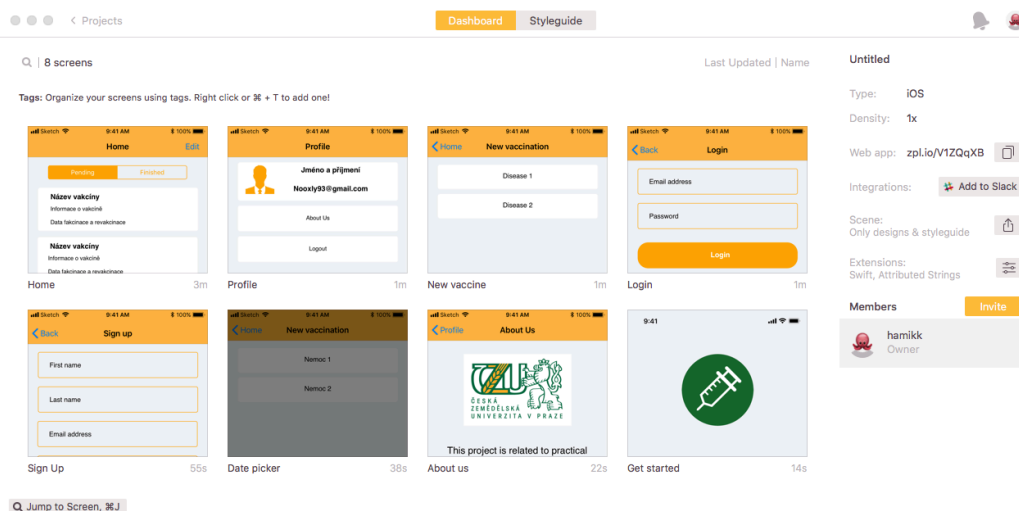 Projects
Dashboard Styleguide
8 screens
Last Updated | Name
Tags: Organize your screens using tags. Right click or ⌘ + T to add one!
Sketch 9:41 AM 100%
Home Edit
Pending Finished
Název vakcíny
Informace o vakcíně
Data fakcinace a revakcinace
Název vakcíny
Informace o vakcíně
Data fakcinace a revakcinace
Home 3m
Sketch 9:41 AM 100%
Profile
Jméno a příjmení
Nooxly93@gmail.com
About Us
Logout
Profile 1m
Sketch 9:41 AM 100%
Home New vaccination
Disease 1
Disease 2
New vaccine 1m
Sketch 9:41 AM 100%
Back Login
Email address
Password
Login
Login 1m
Sketch 9:41 AM 100%
Back Sign up
First name
Last name
Email address
Sign Up 55s
Sketch 9:41 AM 100%
Home New vaccination
Nemoc 1
Nemoc 2
Date picker 38s
Sketch 9:41 AM 100%
Profile About Us
ČZU
ČESKÁ
ZEMĚDĚLSKÁ
UNIVERZITA V PRAZE
This project is related to practical
About us 22s
9:41
Get started 14s
Jump to Screen, ⌘J
Untitled
Type: iOS
Density: 1x
Web app: zpl.io/V1ZQqXB
Integrations: Add to Slack
Scene:
Only designs & styleguide
Extensions:
Swift, Attributed Strings
Members Invite
hamikk
Owner